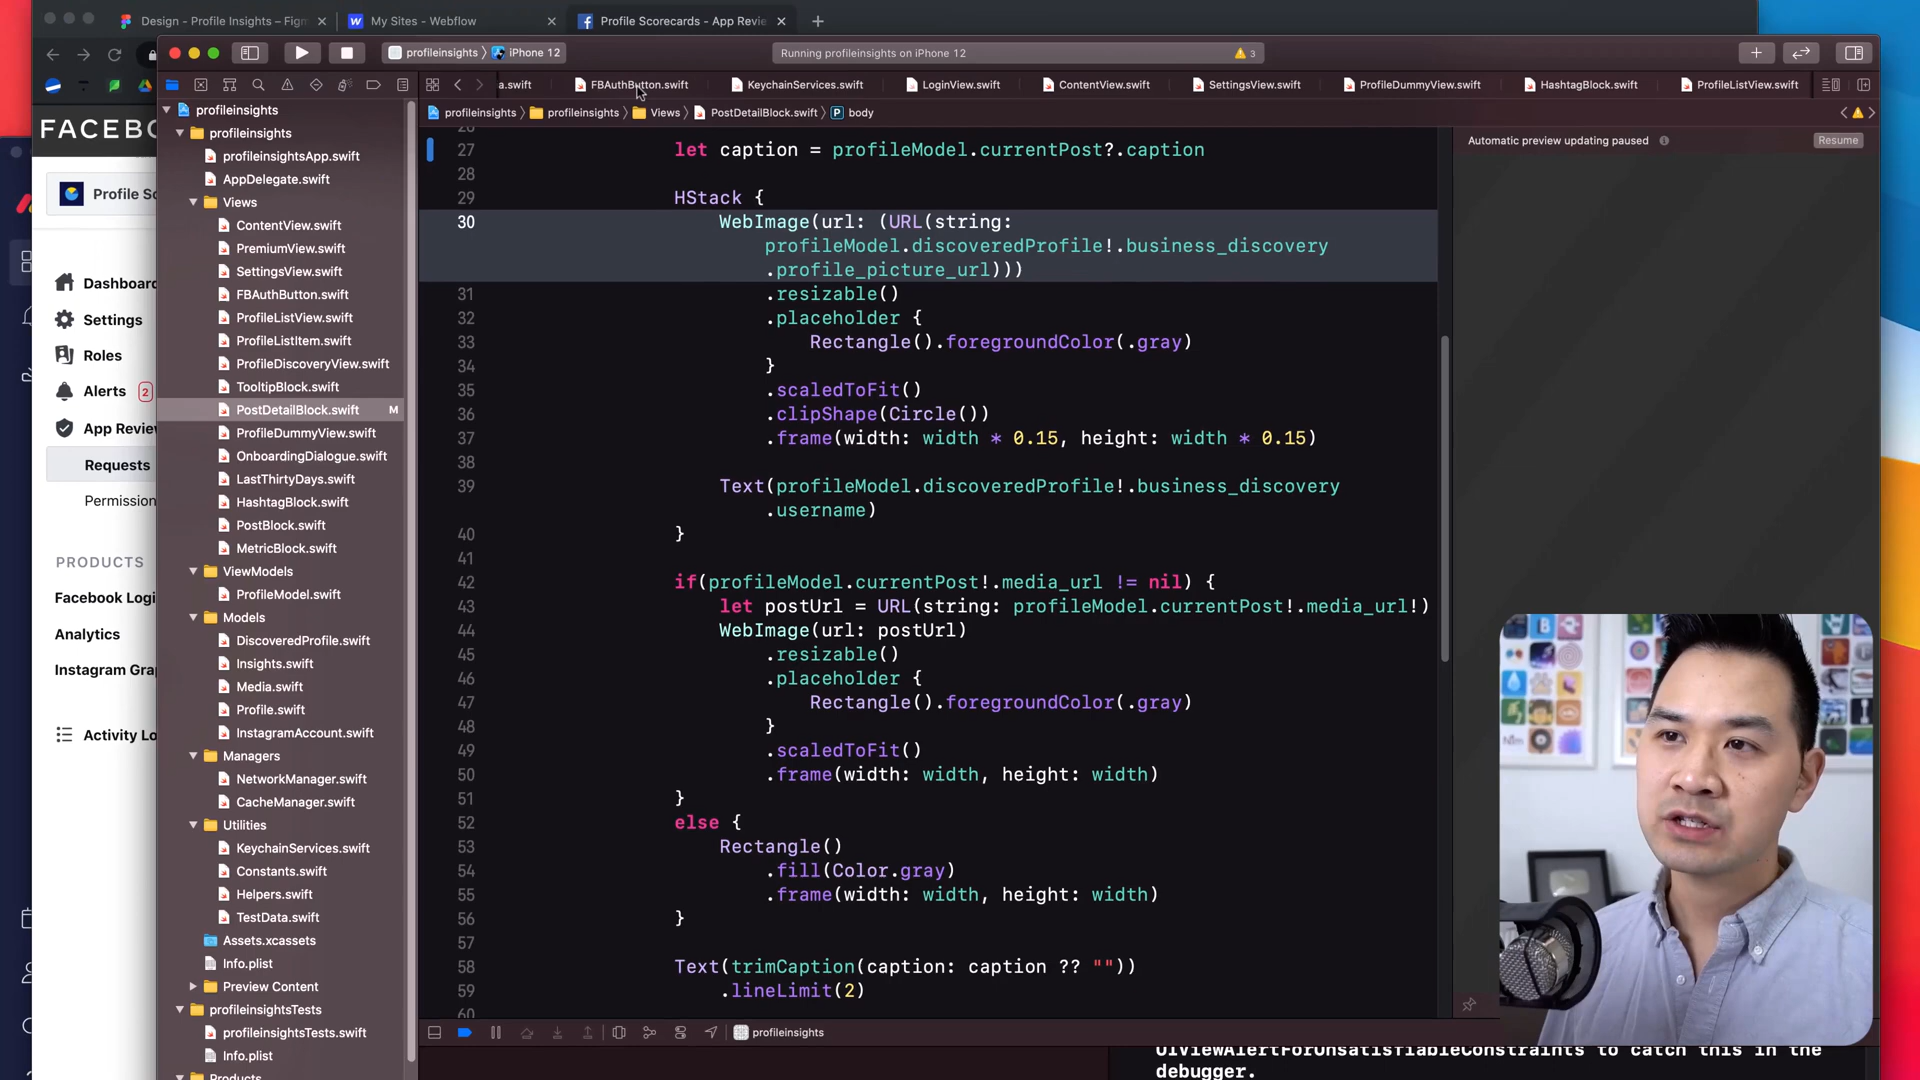 Design - Profile Insights – Figm
My Sites - Webflow
Profile Scorecards - App Revie
profileinsights
iPhone 12
Running profileinsights on iPhone 12
3
a.swift
FBAuthButton.swift
KeychainServices.swift
LoginView.swift
ContentView.swift
SettingsView.swift
ProfileDummyView.swift
HashtagBlock.swift
ProfileListView.swift
profileinsights
profileinsights
Views
PostDetailBlock.swift
P body
FACEBO
Profile Sc
Dashboard
Settings
Roles
Alerts 2
App Revie
Requests
Permission
PRODUCTS
Facebook Logi
Analytics
Instagram Grap
Activity Lo
profileinsights
profileinsights
profileinsightsApp.swift
AppDelegate.swift
Views
ContentView.swift
PremiumView.swift
SettingsView.swift
FBAuthButton.swift
ProfileListView.swift
ProfileListItem.swift
ProfileDiscoveryView.swift
TooltipBlock.swift
PostDetailBlock.swift M
ProfileDummyView.swift
OnboardingDialogue.swift
LastThirtyDays.swift
HashtagBlock.swift
PostBlock.swift
MetricBlock.swift
ViewModels
ProfileModel.swift
Models
DiscoveredProfile.swift
Insights.swift
Media.swift
Profile.swift
InstagramAccount.swift
Managers
NetworkManager.swift
CacheManager.swift
Utilities
KeychainServices.swift
Constants.swift
Helpers.swift
TestData.swift
Assets.xcassets
Info.plist
Preview Content
profileinsightsTests
profileinsightsTests.swift
Info.plist
Products
27 let caption = profileModel.currentPost?.caption
28
29 HStack {
30 WebImage(url: (URL(string:
profileModel.discoveredProfile!.business_discovery
.profile_picture_url)))
31 .resizable()
32 .placeholder {
33 Rectangle().foregroundColor(.gray)
34 }
35 .scaledToFit()
36 .clipShape(Circle())
37 .frame(width: width * 0.15, height: width * 0.15)
38
39 Text(profileModel.discoveredProfile!.business_discovery
.username)
40 }
41
42 if(profileModel.currentPost!.media_url != nil) {
43 let postUrl = URL(string: profileModel.currentPost!.media_url!)
44 WebImage(url: postUrl)
45 .resizable()
46 .placeholder {
47 Rectangle().foregroundColor(.gray)
48 }
49 .scaledToFit()
50 .frame(width: width, height: width)
51 }
52 else {
53 Rectangle()
54 .fill(Color.gray)
55 .frame(width: width, height: width)
56 }
57
58 Text(trimCaption(caption: caption ?? ""))
59 .lineLimit(2)
60
Automatic preview updating paused
Resume
profileinsights
UIViewAlertForUnsatisfiableConstraints to catch this in the
debugger.